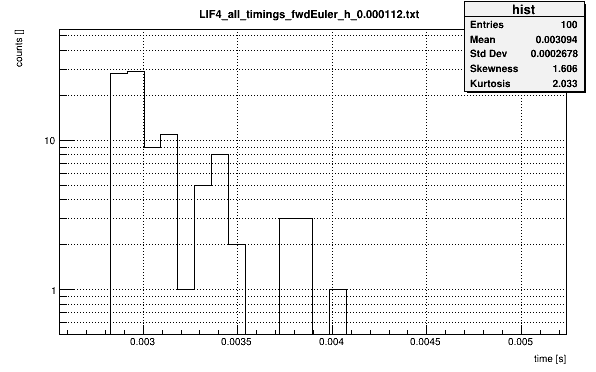 LIF4_all_timings_fwdEuler_h_0.000112.txt
hist
Entries 100
Mean 0.003094
Std Dev 0.0002678
Skewness 1.606
Kurtosis 2.033
counts []
10
1
0.003 0.0035 0.004 0.0045 0.005
time [s]